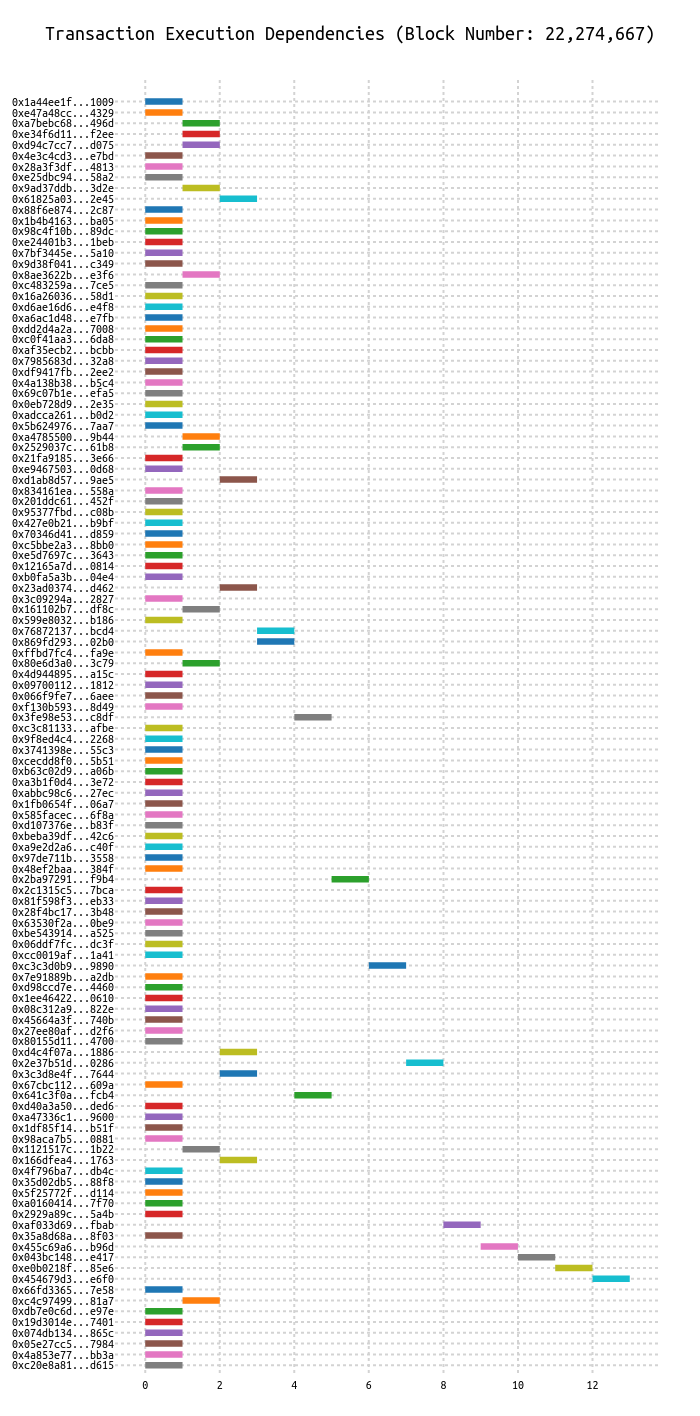 Transaction Execution Dependencies (Block Number: 22,274,667)
0x1a44ee1f...1009
0xe47a48cc...4329
0xa7bebc68...496d
0xe34f6d11...f2ee
0xd94c7cc7...d075
0x4e3c4cd3...e7bd
0x28a3f3df...4813
0xe25dbc94...58a2
0x9ad37ddb...3d2e
0x61825a03...2e45
0x88f6e874...2c87
0x1b4b4163...ba05
0x98c4f10b...89dc
0xe24401b3...1beb
0x7bf3445e...5a10
0x9d38f041...c349
0x8ae3622b...e3f6
0xc483259a...7ce5
0x16a26036...58d1
0xd6ae16d6...e4f8
0xa6ac1d48...e7fb
0xdd2d4a2a...7008
0xc0f41aa3...6da8
0xaf35ecb2...bcbb
0x7985683d...32a8
0xdf9417fb...2ee2
0x4a138b38...b5c4
0x69c07b1e...efa5
0x0eb728d9...2e35
0xadcca261...b0d2
0x5b624976...7aa7
0xa4785500...9b44
0x2529037c...61b8
0x21fa9185...3e66
0xe9467503...0d68
0xd1ab8d57...9ae5
0x834161ea...558a
0x201ddc61...452f
0x95377fbd...c08b
0x427e0b21...b9bf
0x70346d41...d859
0xc5bbe2a3...8bb0
0xe5d7697c...3643
0x12165a7d...0814
0xb0fa5a3b...04e4
0x23ad0374...d462
0x3c09294a...2827
0x161102b7...df8c
0x599e8032...b186
0x76872137...bcd4
0x869fd293...02b0
0xffbd7fc4...fa9e
0x80e6d3a0...3c79
0x4d944895...a15c
0x09700112...1812
0x066f9fe7...6aee
0xf130b593...8d49
0x3fe98e53...c8df
0xc3c81133...afbe
0x9f8ed4c4...2268
0x3741398e...55c3
0xcecdd8f0...5b51
0xb63c02d9...a06b
0xa3b1f0d4...3e72
0xabbc98c6...27ec
0x1fb0654f...06a7
0x585facec...6f8a
0xd107376e...b83f
0xbeba39df...42c6
0xa9e2d2a6...c40f
0x97de711b...3558
0x48ef2baa...384f
0x2ba97291...f9b4
0x2c1315c5...7bca
0x81f598f3...eb33
0x28f4bc17...3b48
0x63530f2a...0be9
0xbe543914...a525
0x06ddf7fc...dc3f
0xcc0019af...1a41
0xc3c3d0b9...9890
0x7e91889b...a2db
0xd98ccd7e...4460
0x1ee46422...0610
0x08c312a9...822e
0x45664a3f...740b
0x27ee80af...d2f6
0x80155d11...4700
0xd4c4f07a...1886
0x2e37b51d...0286
0x3c3d8e4f...7644
0x67cbc112...609a
0x641c3f0a...fcb4
0xd40a3a50...ded6
0xa47336c1...9600
0x1df85f14...b51f
0x98aca7b5...0881
0x1121517c...1b22
0x166dfea4...1763
0x4f796ba7...db4c
0x35d02db5...88f8
0x5f25772f...d114
0xa0160414...7f70
0x2929a89c...5a4b
0xaf033d69...fbab
0x35a8d68a...8f03
0x455c69a6...b96d
0x043bc148...e417
0xe0b0218f...85e6
0x454679d3...e6f0
0x66fd3365...7e58
0xc4c97499...81a7
0xdb7e0c6d...e97e
0x19d3014e...7401
0x074db134...865c
0x05e27cc5...7984
0x4a853e77...bb3a
0xc20e8a81...d615
0 2 4 6 8 10 12